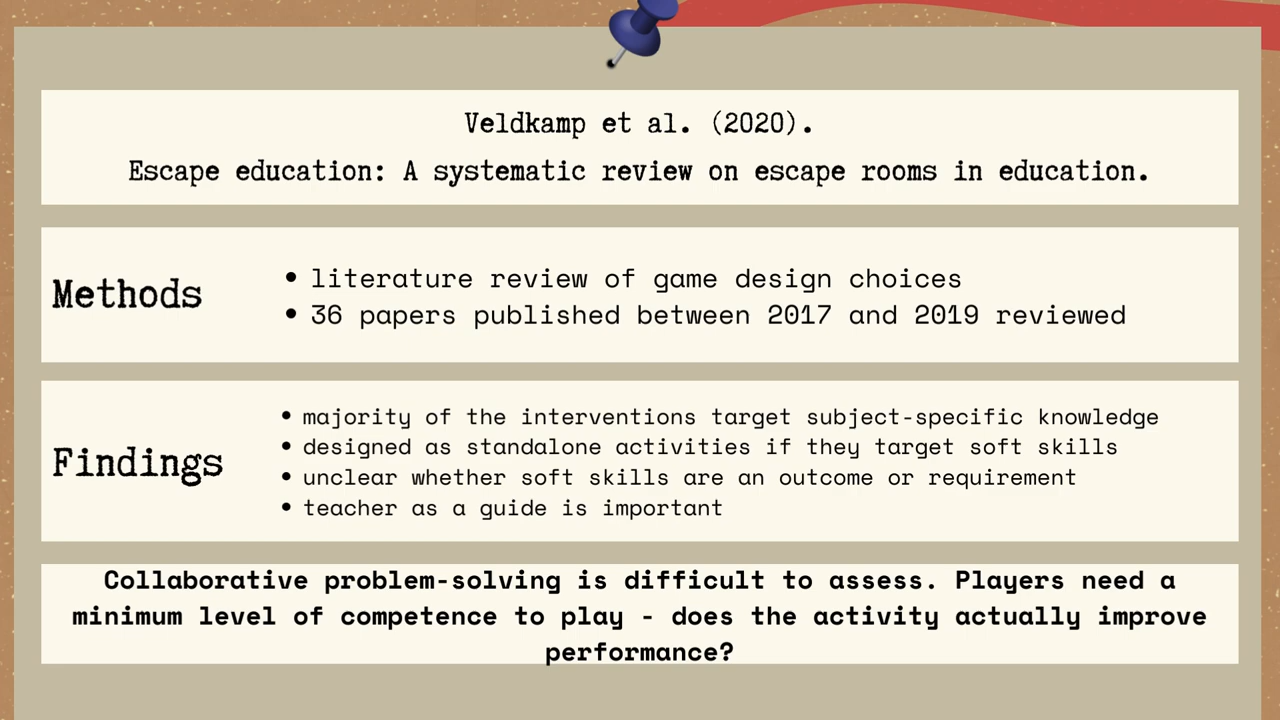 Veldkamp et al. (2020).
Escape education: A systematic review on escape rooms in education.
Methods
• literature review of game design choices
• 36 papers published between 2017 and 2019 reviewed
Findings
• majority of the interventions target subject-specific knowledge
• designed as standalone activities if they target soft skills
• unclear whether soft skills are an outcome or requirement
• teacher as a guide is important
Collaborative problem-solving is difficult to assess. Players need a
minimum level of competence to play - does the activity actually improve
performance?